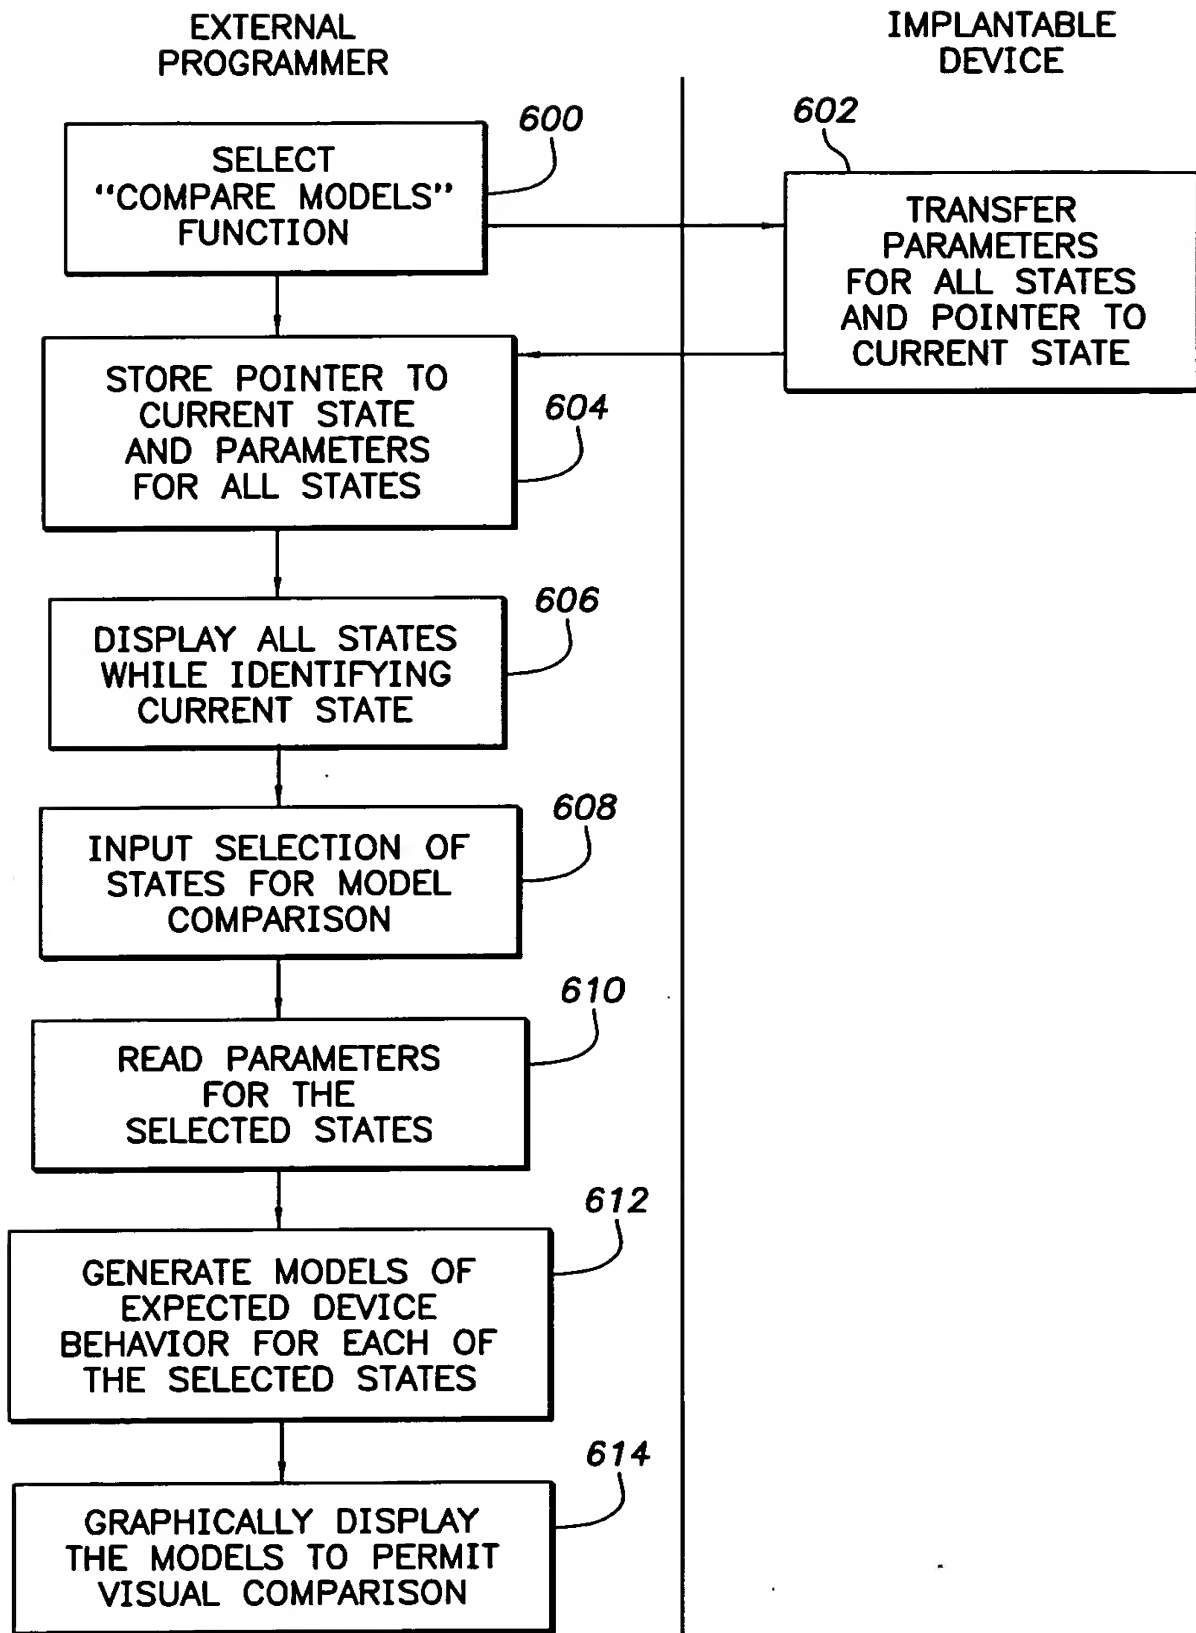 EXTERNAL
PROGRAMMER
IMPLANTABLE
DEVICE
600
SELECT
"COMPARE MODELS"
FUNCTION
602
TRANSFER
PARAMETERS
FOR ALL STATES
AND POINTER TO
CURRENT STATE
STORE POINTER TO
CURRENT STATE
AND PARAMETERS
FOR ALL STATES
604
606
DISPLAY ALL STATES
WHILE IDENTIFYING
CURRENT STATE
608
INPUT SELECTION OF
STATES FOR MODEL
COMPARISON
610
READ PARAMETERS
FOR THE
SELECTED STATES
612
GENERATE MODELS OF
EXPECTED DEVICE
BEHAVIOR FOR EACH OF
THE SELECTED STATES
614
GRAPHICALLY DISPLAY
THE MODELS TO PERMIT
VISUAL COMPARISON